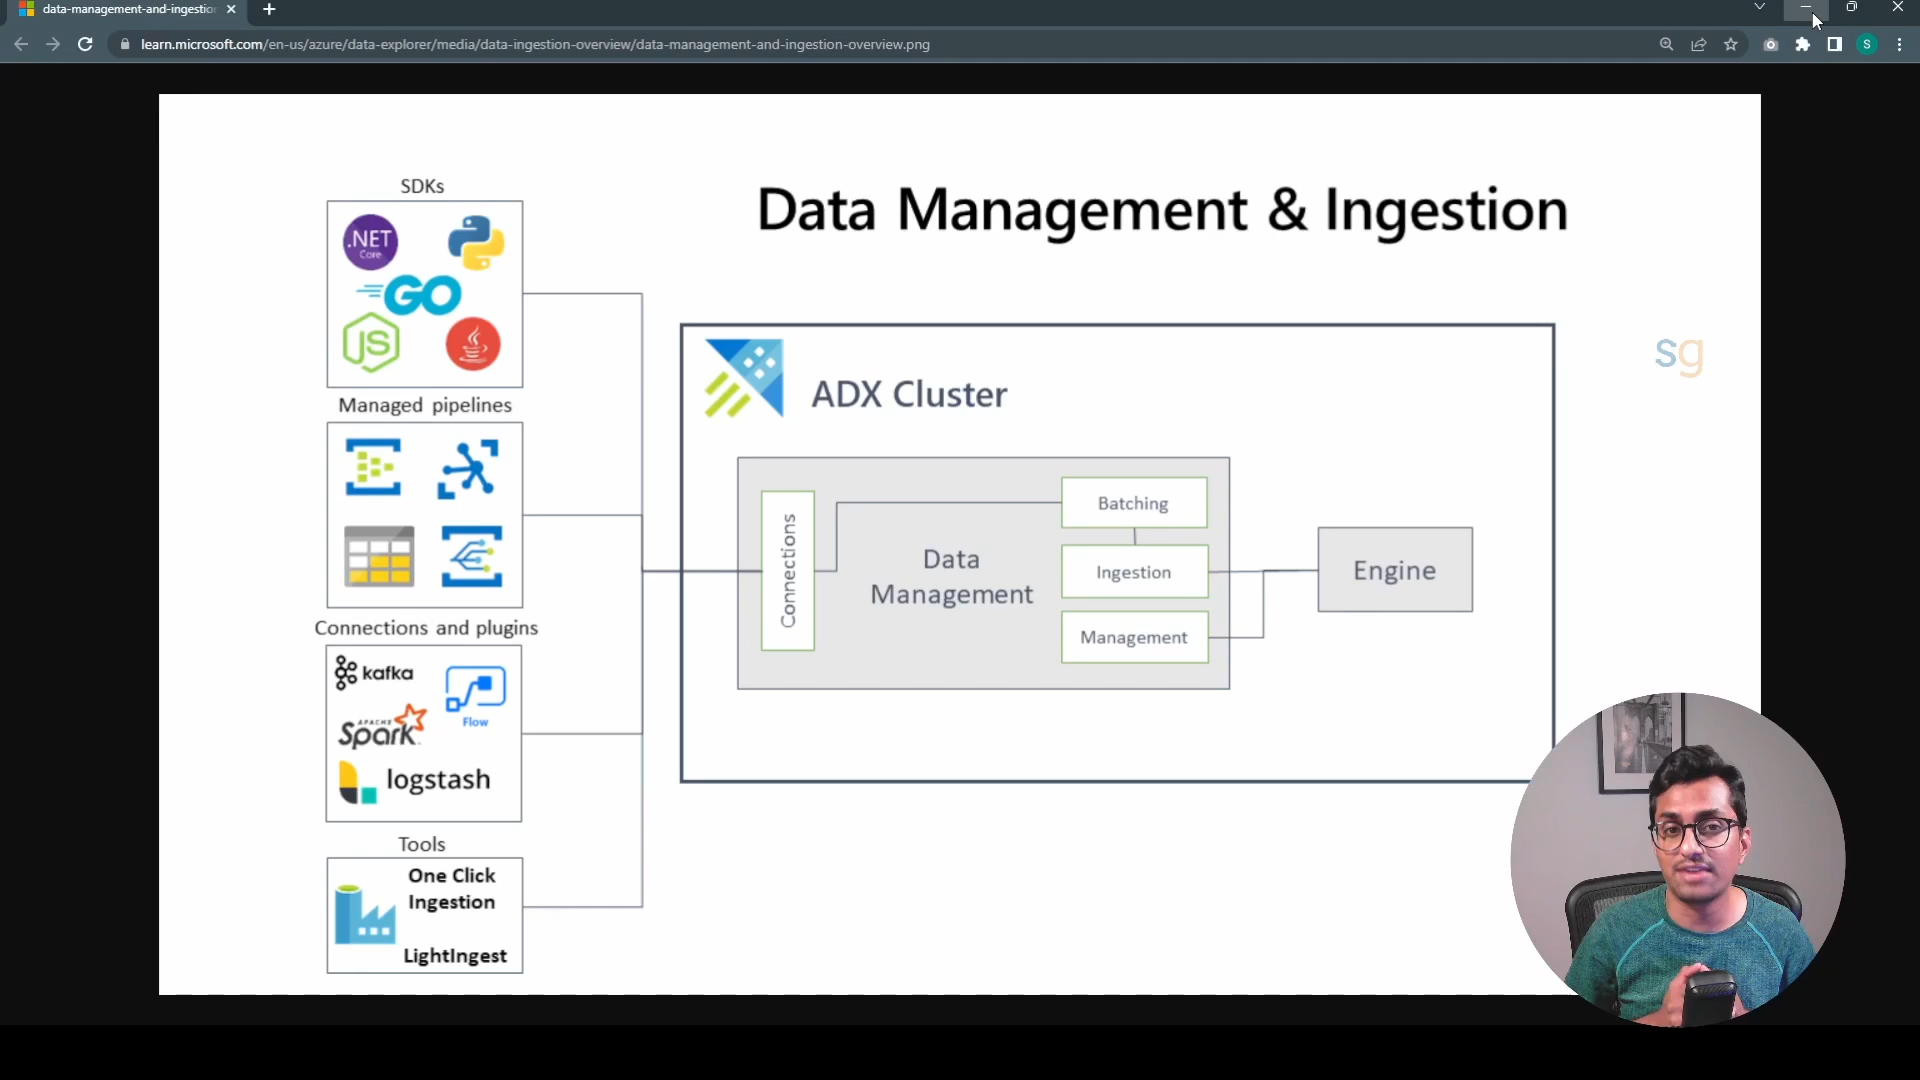 data-management-and-ingestio
learn.microsoft.com/en-us/azure/data-explorer/media/data-ingestion-overview/data-management-and-ingestion-overview.png
S
Data Management & Ingestion
SDKs
.NET
Core
GO
JS
Managed pipelines
Connections and plugins
kafka
Flow
APACHE
Spark
logstash
Tools
One Click
Ingestion
LightIngest
ADX Cluster
Connections
Data
Management
Batching
Ingestion
Management
Engine
sg